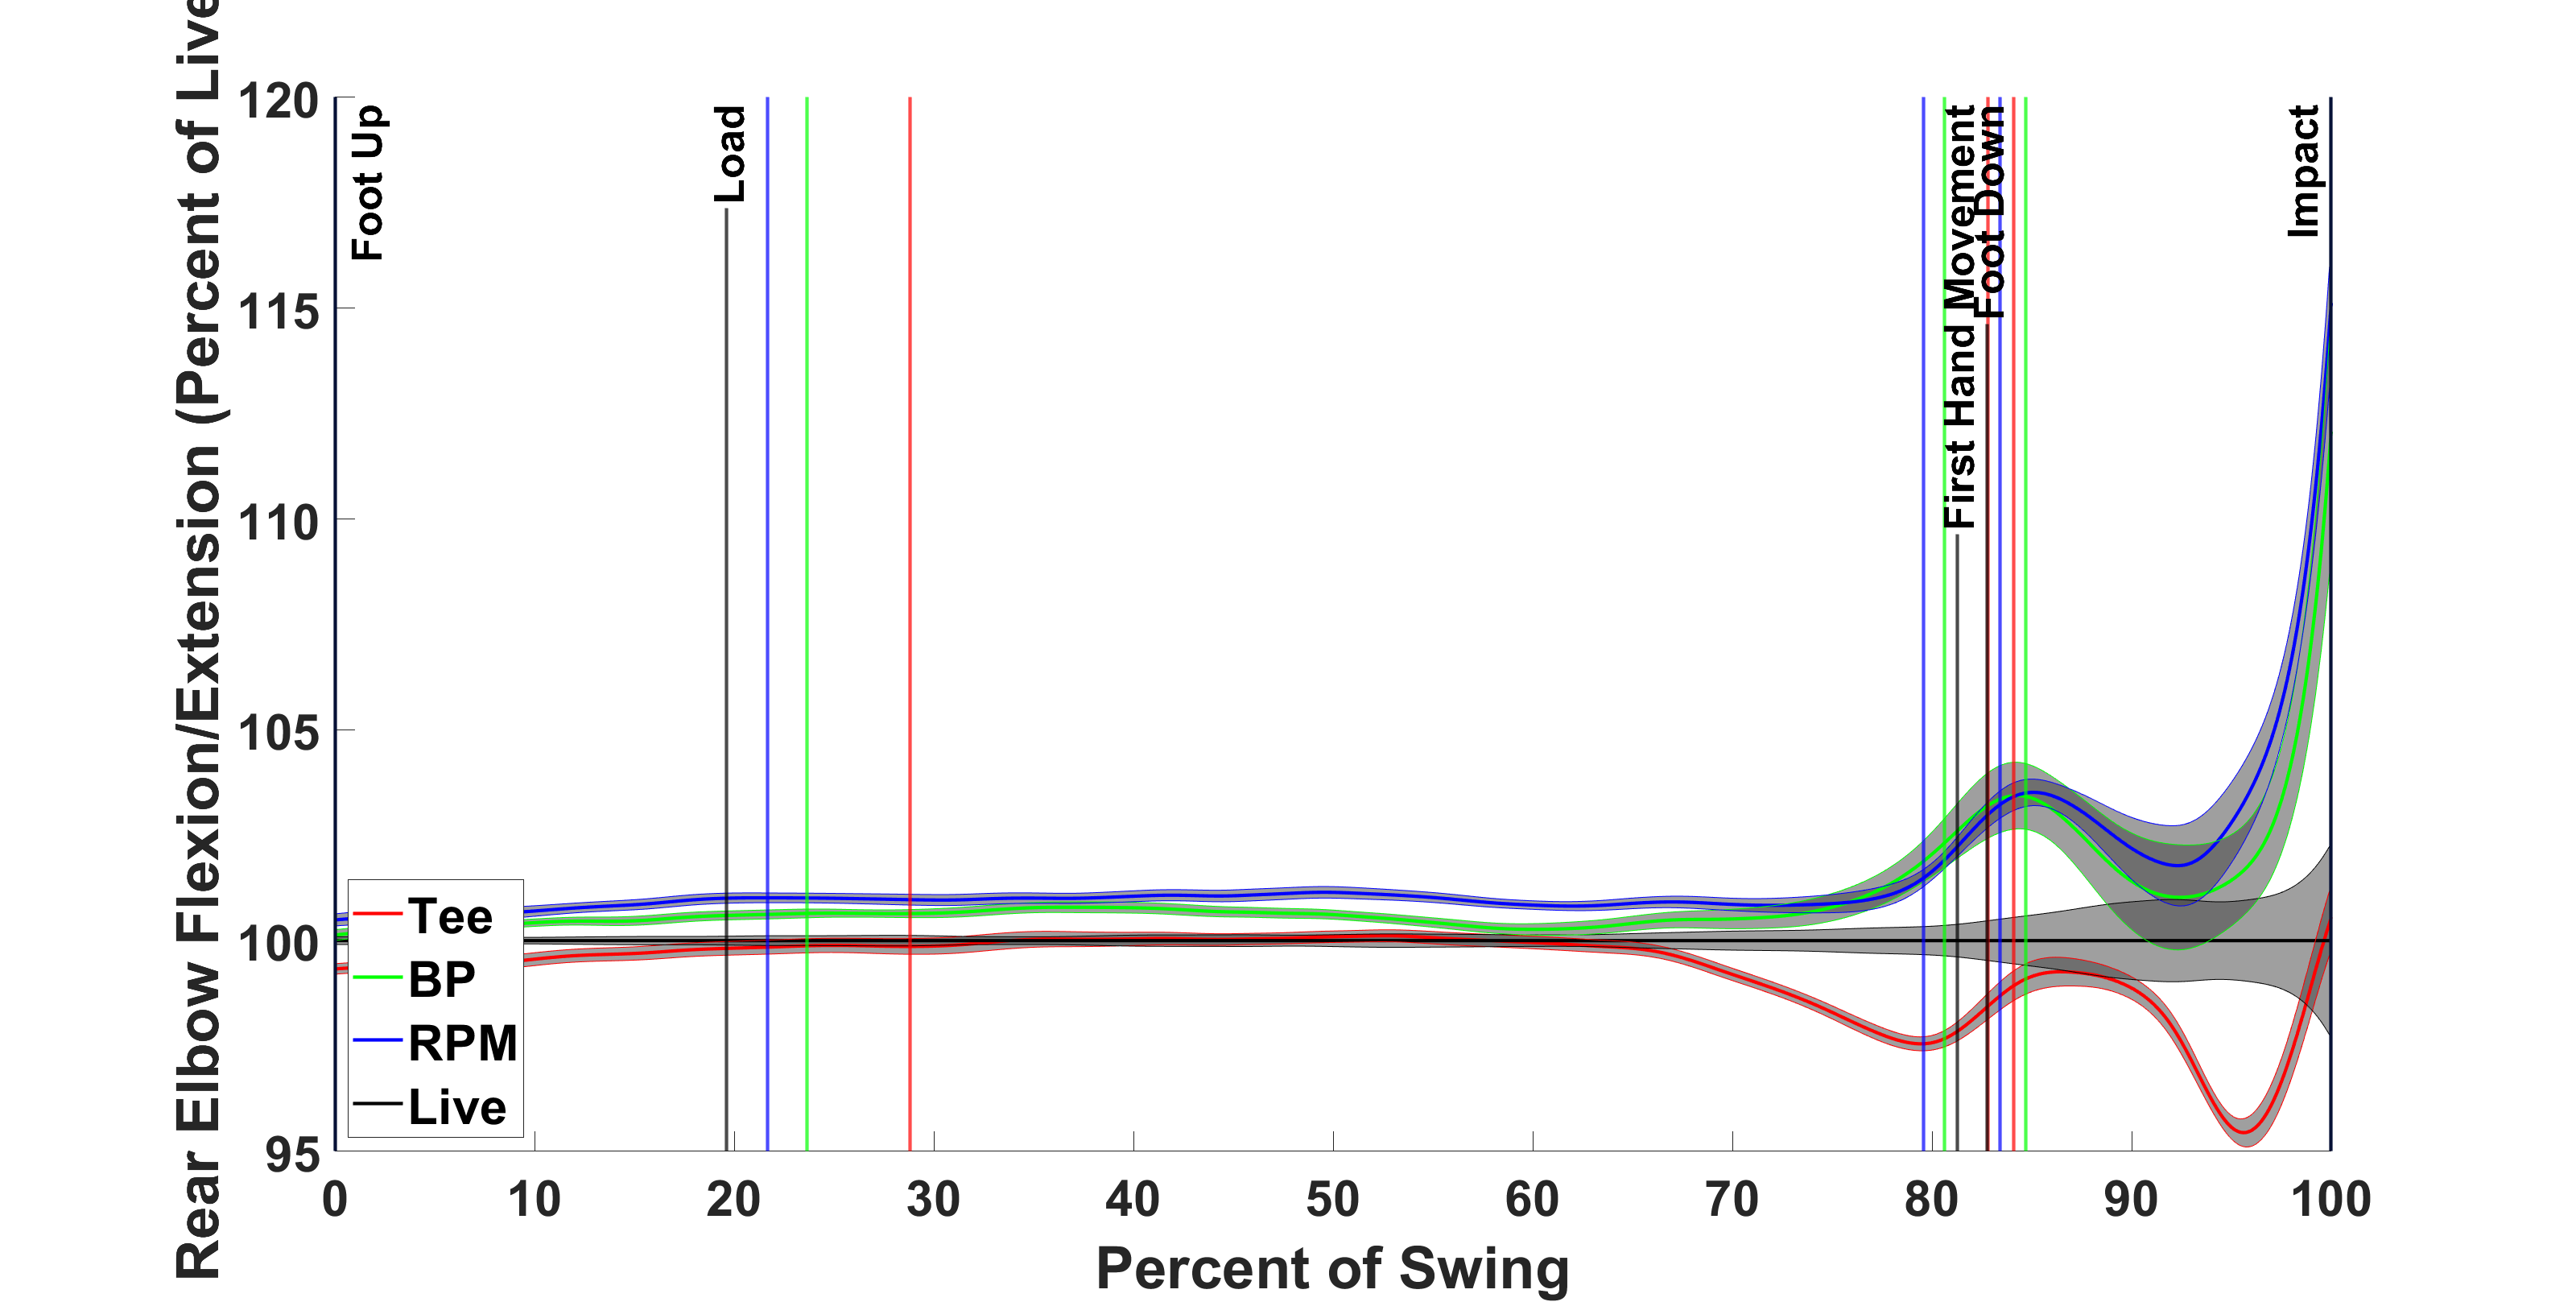 Rear Elbow Flexion/Extension (Percent of Live
120
115
110
105
100
95
Foot Up
Load
First Hand Movement
Foot Down
Impact
Tee
BP
RPM
Live
0 10 20 30 40 50 60 70 80 90 100
Percent of Swing